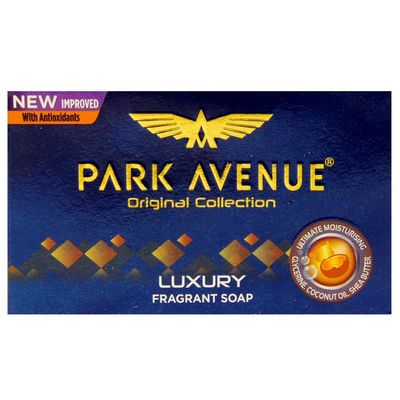 NEW IMPROVED
With Antioxidants
PARK AVENUE®
Original Collection
ULTIMATE MOISTURISING
GLYCERINE, COCONUT OIL, SHEA BUTTER
LUXURY
FRAGRANT SOAP